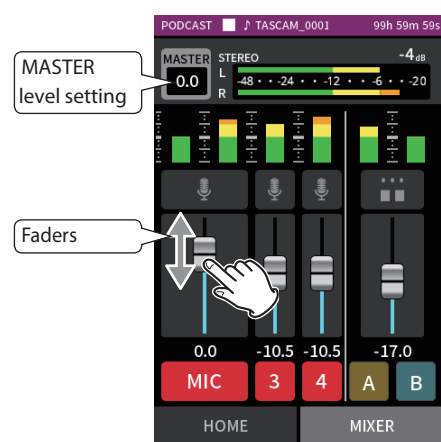 PODCAST ♪ TASCAM_0001 99h 59m 59s
MASTER
0.0
STEREO
-4dB
L
-48 · · -24 · · -12 · · -6 · · -20
R
MASTER
level setting
Faders
0.0 -10.5 -10.5 -17.0
MIC 3 4 A B
HOME MIXER